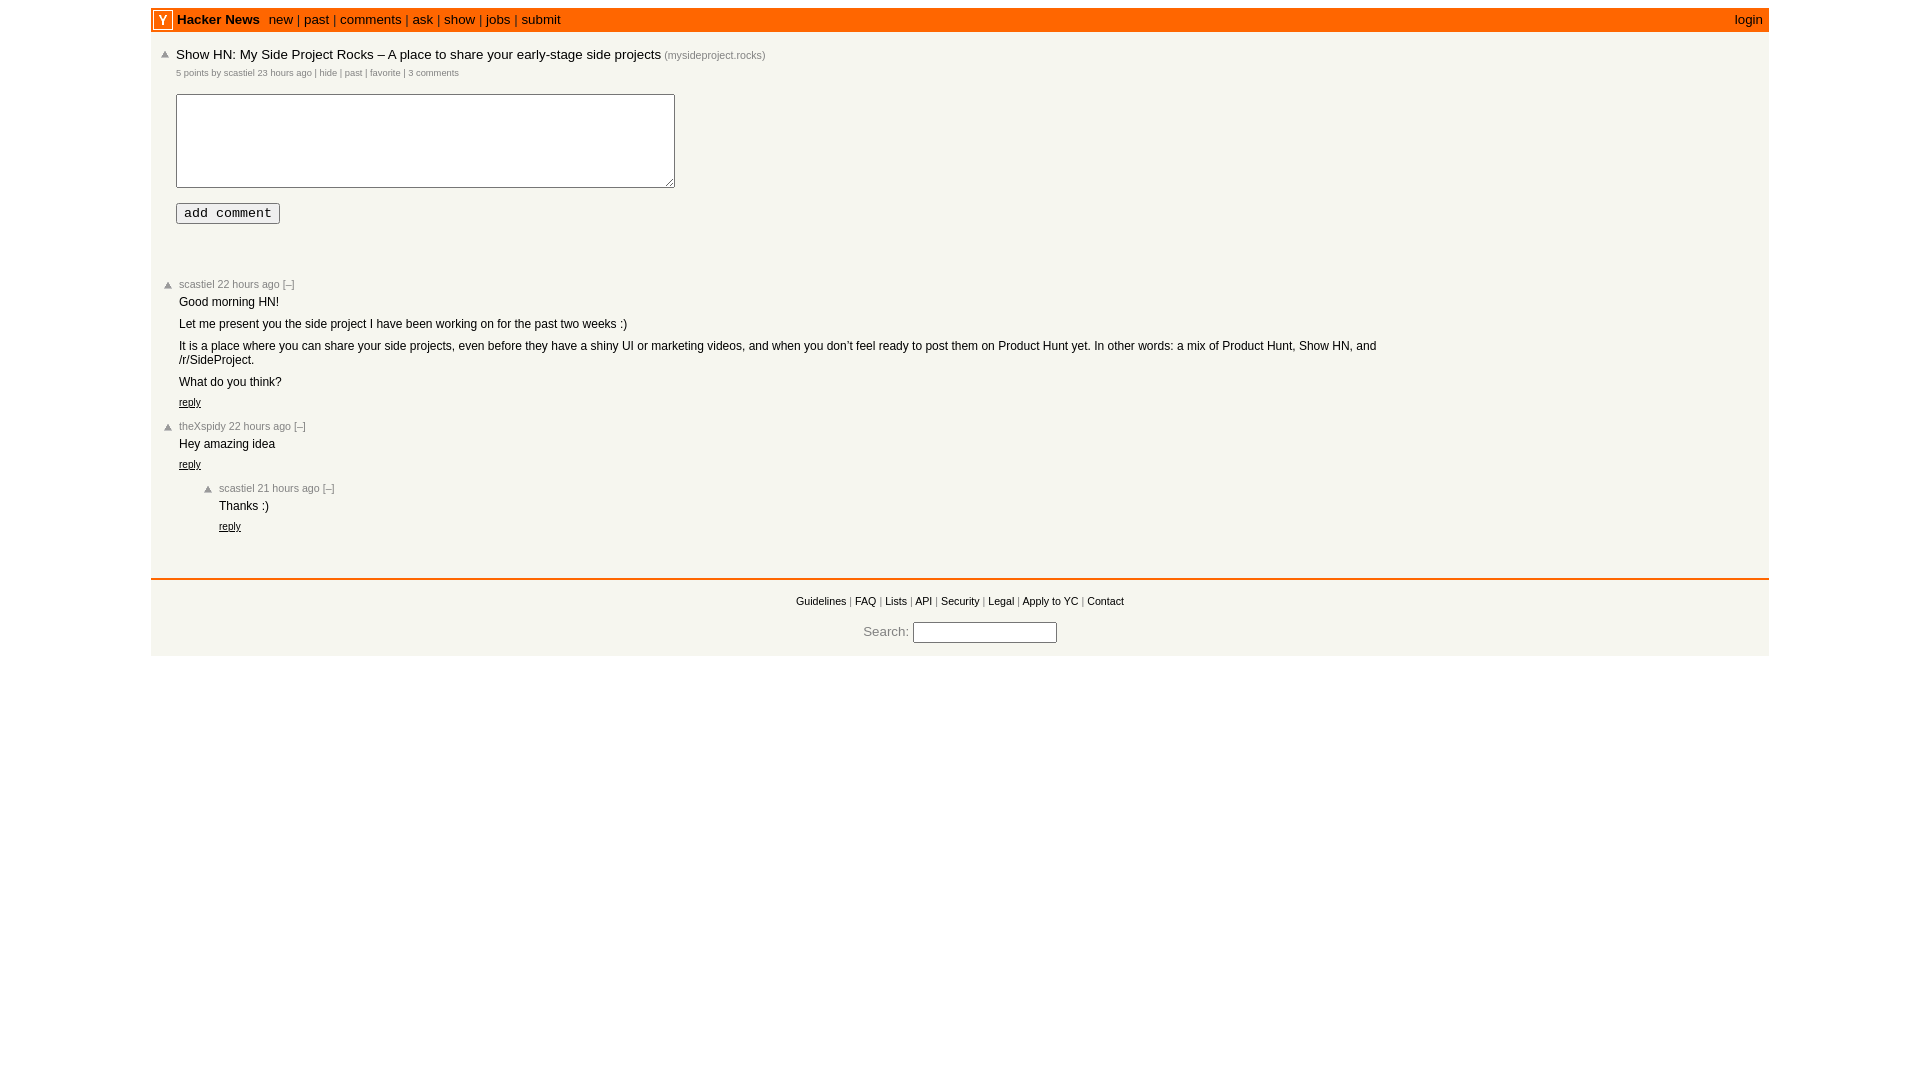 Y Hacker News new | past | comments | ask | show | jobs | submit login
Show HN: My Side Project Rocks – A place to share your early-stage side projects (mysideproject.rocks)
5 points by scastiel 23 hours ago | hide | past | favorite | 3 comments
add comment
scastiel 22 hours ago [–]
Good morning HN!
Let me present you the side project I have been working on for the past two weeks :)
It is a place where you can share your side projects, even before they have a shiny UI or marketing videos, and when you don’t feel ready to post them on Product Hunt yet. In other words: a mix of Product Hunt, Show HN, and
/r/SideProject.
What do you think?
reply
theXspidy 22 hours ago [–]
Hey amazing idea
reply
scastiel 21 hours ago [–]
Thanks :)
reply
Guidelines | FAQ | Lists | API | Security | Legal | Apply to YC | Contact
Search: